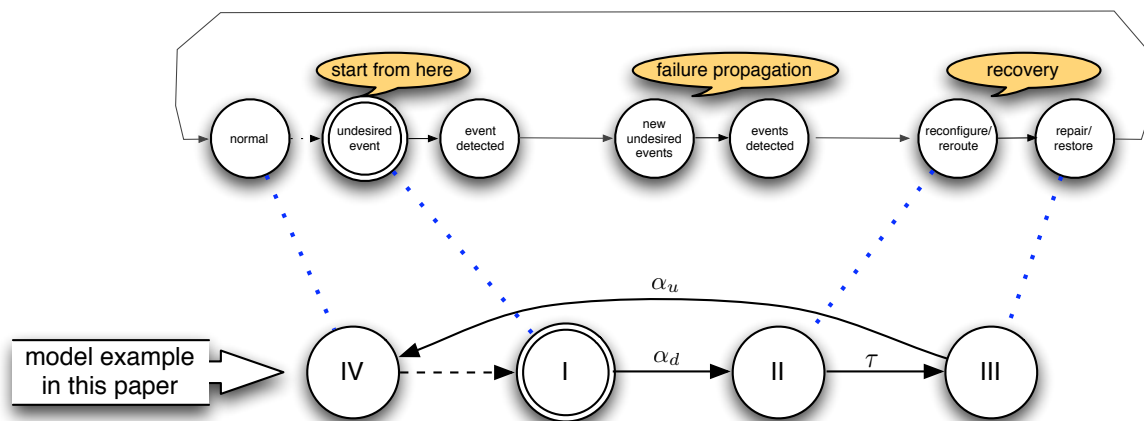 start from here
failure propagation
recovery
normal
undesired
event
event
detected
new
undesired
events
events
detected
reconfigure/
reroute
repair/
restore
α_u
model example
in this paper
IV
I
α_d
II
τ
III